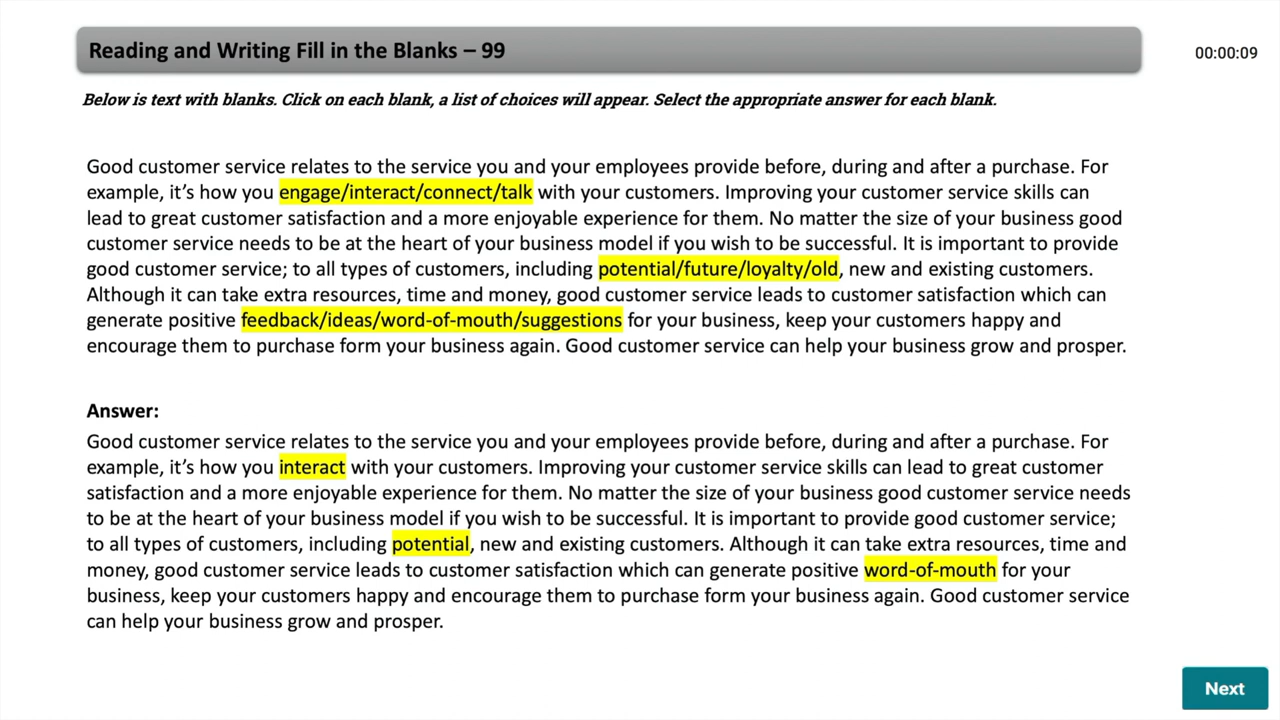 Reading and Writing Fill in the Blanks – 99
00:00:09
Below is text with blanks. Click on each blank, a list of choices will appear. Select the appropriate answer for each blank.
Good customer service relates to the service you and your employees provide before, during and after a purchase. For
example, it's how you engage/interact/connect/talk with your customers. Improving your customer service skills can
lead to great customer satisfaction and a more enjoyable experience for them. No matter the size of your business good
customer service needs to be at the heart of your business model if you wish to be successful. It is important to provide
good customer service; to all types of customers, including potential/future/loyalty/old, new and existing customers.
Although it can take extra resources, time and money, good customer service leads to customer satisfaction which can
generate positive feedback/ideas/word-of-mouth/suggestions for your business, keep your customers happy and
encourage them to purchase form your business again. Good customer service can help your business grow and prosper.
Answer:
Good customer service relates to the service you and your employees provide before, during and after a purchase. For
example, it's how you interact with your customers. Improving your customer service skills can lead to great customer
satisfaction and a more enjoyable experience for them. No matter the size of your business good customer service needs
to be at the heart of your business model if you wish to be successful. It is important to provide good customer service;
to all types of customers, including potential, new and existing customers. Although it can take extra resources, time and
money, good customer service leads to customer satisfaction which can generate positive word-of-mouth for your
business, keep your customers happy and encourage them to purchase form your business again. Good customer service
can help your business grow and prosper.
Next